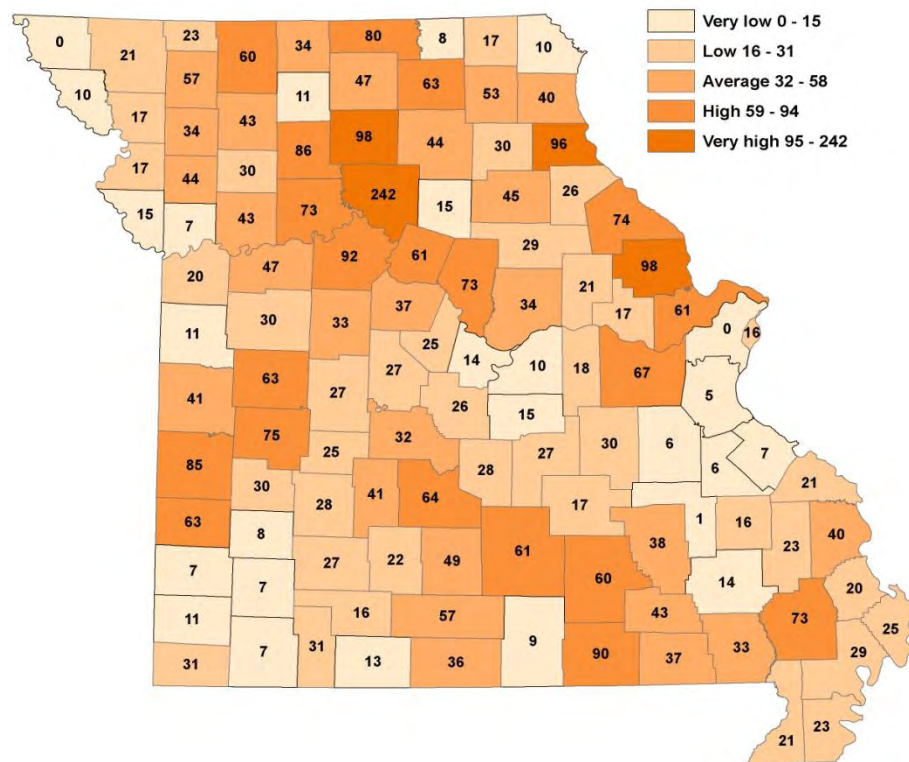 Very low 0 - 15
Low 16 - 31
Average 32 - 58
High 59 - 94
Very high 95 - 242
0 21 23 60 34 80 8 17 10
10 57 11 47 63 53 40
17 34 43 86 98 44 30 96
17 44 30 242 15 45 26 74
15 7 43 73 29
20 47 92 61 73 34 21 98
11 30 33 37 25 17 61 0 16
14 10 18 67
41 63 27 27 26 15 5
75 32 6 7
85 30 25 28 41 64 28 27 30 6 21
63 8 17 1 16 23 40
7 7 27 22 49 61 60 38 14 20
11 16 57 43 73 25
31 7 31 13 36 9 90 37 33 29
21 23